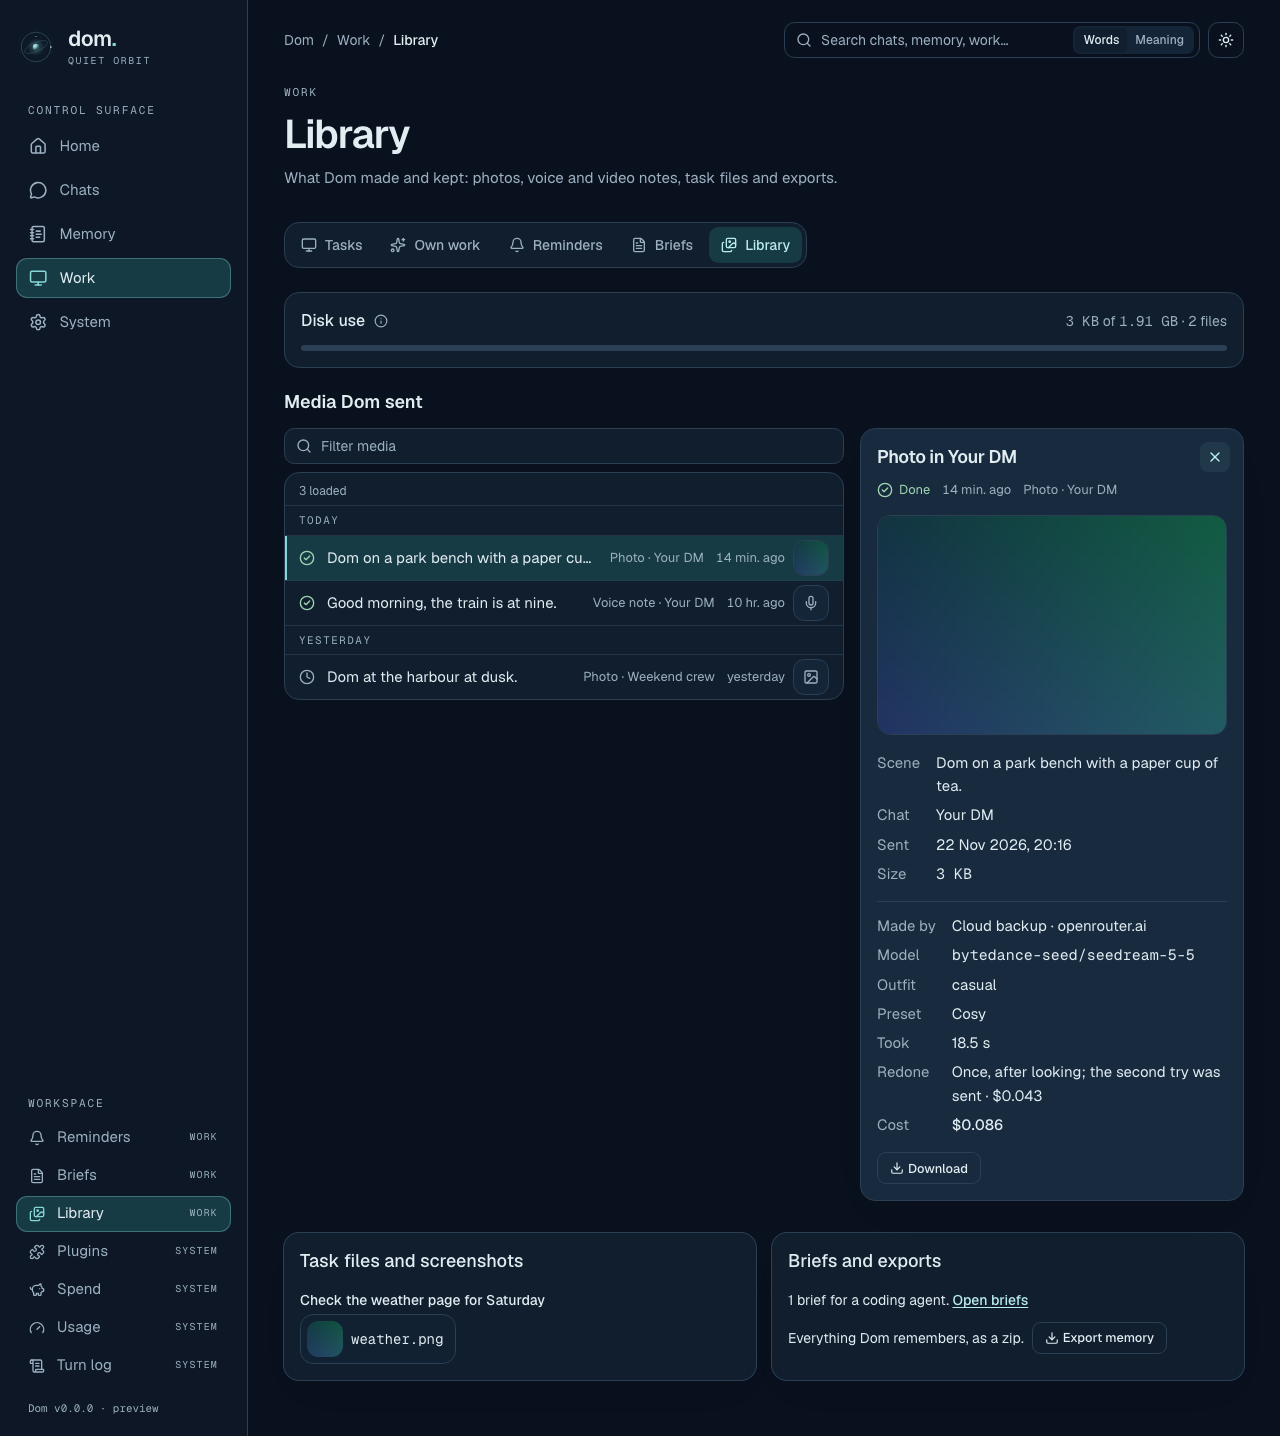 dom.
QUIET ORBIT
CONTROL SURFACE
Home
Chats
Memory
Work
System
WORKSPACE
Reminders WORK
Briefs WORK
Library WORK
Plugins SYSTEM
Spend SYSTEM
Usage SYSTEM
Turn log SYSTEM
Dom v0.0.0 · preview
Dom / Work / Library
Search chats, memory, work… Words Meaning
WORK
Library
What Dom made and kept: photos, voice and video notes, task files and exports.
Tasks Own work Reminders Briefs Library
Disk use 3 KB of 1.91 GB · 2 files
Media Dom sent
Filter media
3 loaded
TODAY
Dom on a park bench with a paper cu… Photo · Your DM 14 min. ago
Good morning, the train is at nine. Voice note · Your DM 10 hr. ago
YESTERDAY
Dom at the harbour at dusk. Photo · Weekend crew yesterday
Photo in Your DM
Done 14 min. ago Photo · Your DM
Scene Dom on a park bench with a paper cup of
tea.
Chat Your DM
Sent 22 Nov 2026, 20:16
Size 3 KB
Made by Cloud backup · openrouter.ai
Model bytedance-seed/seedream-5-5
Outfit casual
Preset Cosy
Took 18.5 s
Redone Once, after looking; the second try was
sent · $0.043
Cost $0.086
Download
Task files and screenshots
Check the weather page for Saturday
weather.png
Briefs and exports
1 brief for a coding agent. Open briefs
Everything Dom remembers, as a zip. Export memory